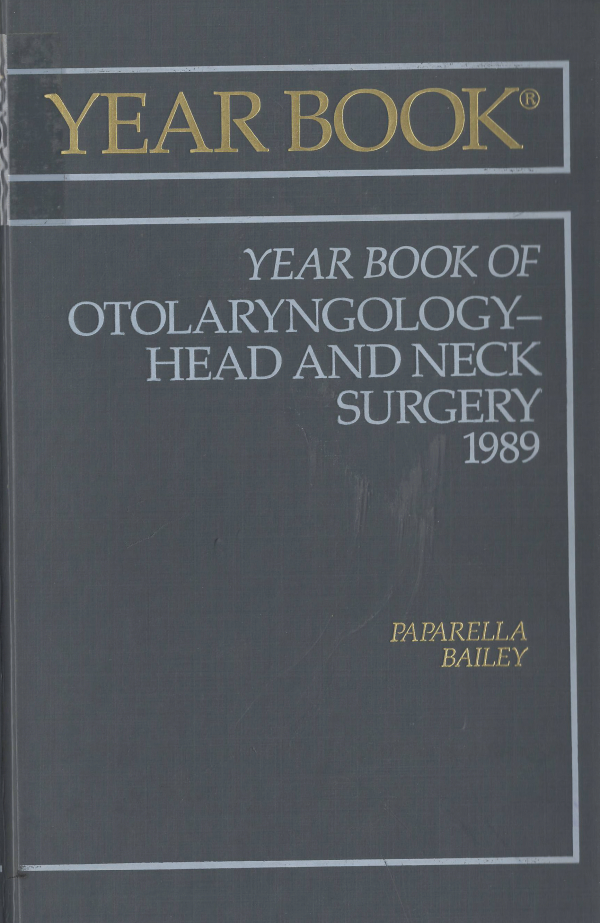 YEAR BOOK®
YEAR BOOK OF
OTOLARYNGOLOGY–
HEAD AND NECK
SURGERY
1989
PAPARELLA
BAILEY